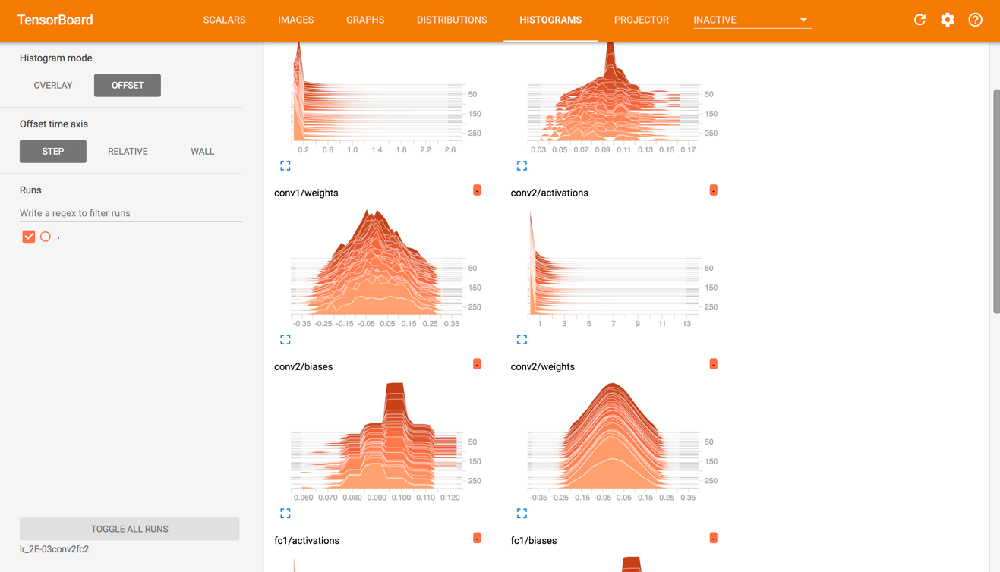 TensorBoard
SCALARS IMAGES GRAPHS DISTRIBUTIONS HISTOGRAMS PROJECTOR INACTIVE
Histogram mode
OVERLAY OFFSET
Offset time axis
STEP RELATIVE WALL
Runs
Write a regex to filter runs
.
TOGGLE ALL RUNS
lr_2E-03conv2fc2
50
150
250
0.2 0.6 1.0 1.4 1.8 2.2 2.6
50
150
250
0.03 0.05 0.07 0.09 0.11 0.13 0.15 0.17
conv1/weights .
50
150
250
-0.35 -0.25 -0.15 -0.05 0.05 0.15 0.25 0.35
conv2/activations .
50
150
250
1 3 5 7 9 11 13
conv2/biases .
50
150
250
0.060 0.070 0.080 0.090 0.100 0.110 0.120
conv2/weights .
50
150
250
-0.35 -0.25 -0.15 -0.05 0.05 0.15 0.25 0.35
fc1/activations .
fc1/biases .